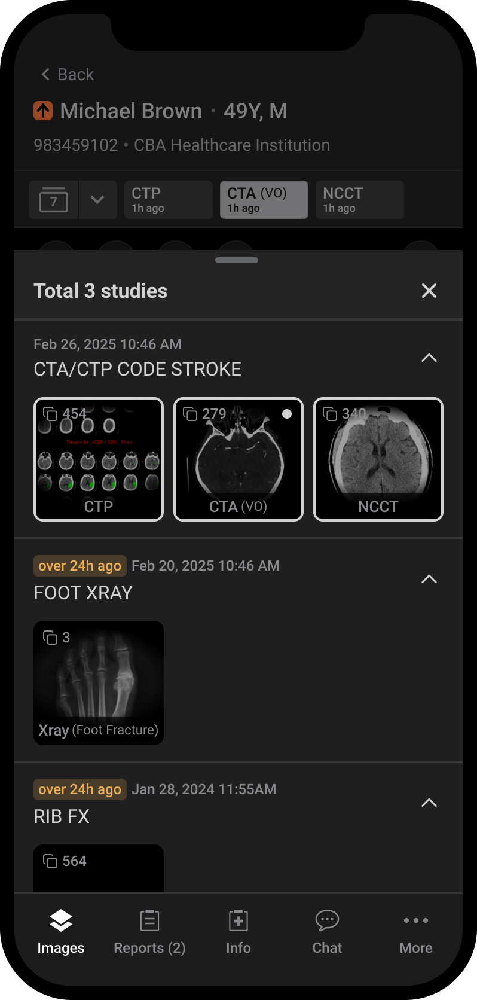 Back
Michael Brown • 49Y, M
983459102 • CBA Healthcare Institution
7
CTP
1h ago
CTA (VO)
1h ago
NCCT
1h ago
Total 3 studies
Feb 26, 2025 10:46 AM
CTA/CTP CODE STROKE
454
Tmax > 6s , rCBF < 30% 16 cc
CTP
279
CTA (VO)
340
NCCT
over 24h ago Feb 20, 2025 10:46 AM
FOOT XRAY
3
Xray (Foot Fracture)
over 24h ago Jan 28, 2024 11:55AM
RIB FX
564
Images
Reports (2)
Info
Chat
More